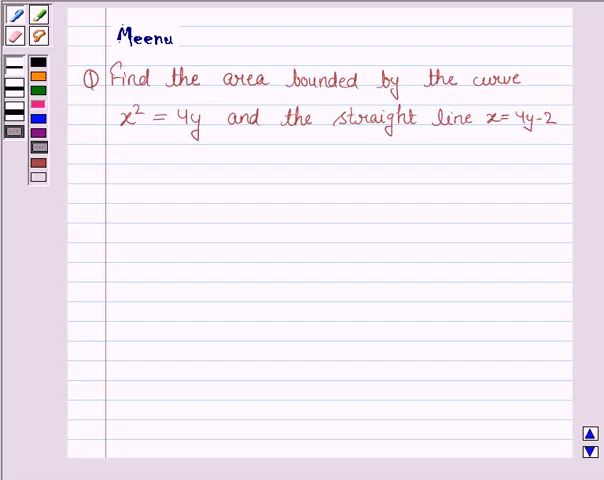 Meenu
① Find the area bounded by the curve
x² = 4y and the straight line x = 4y - 2